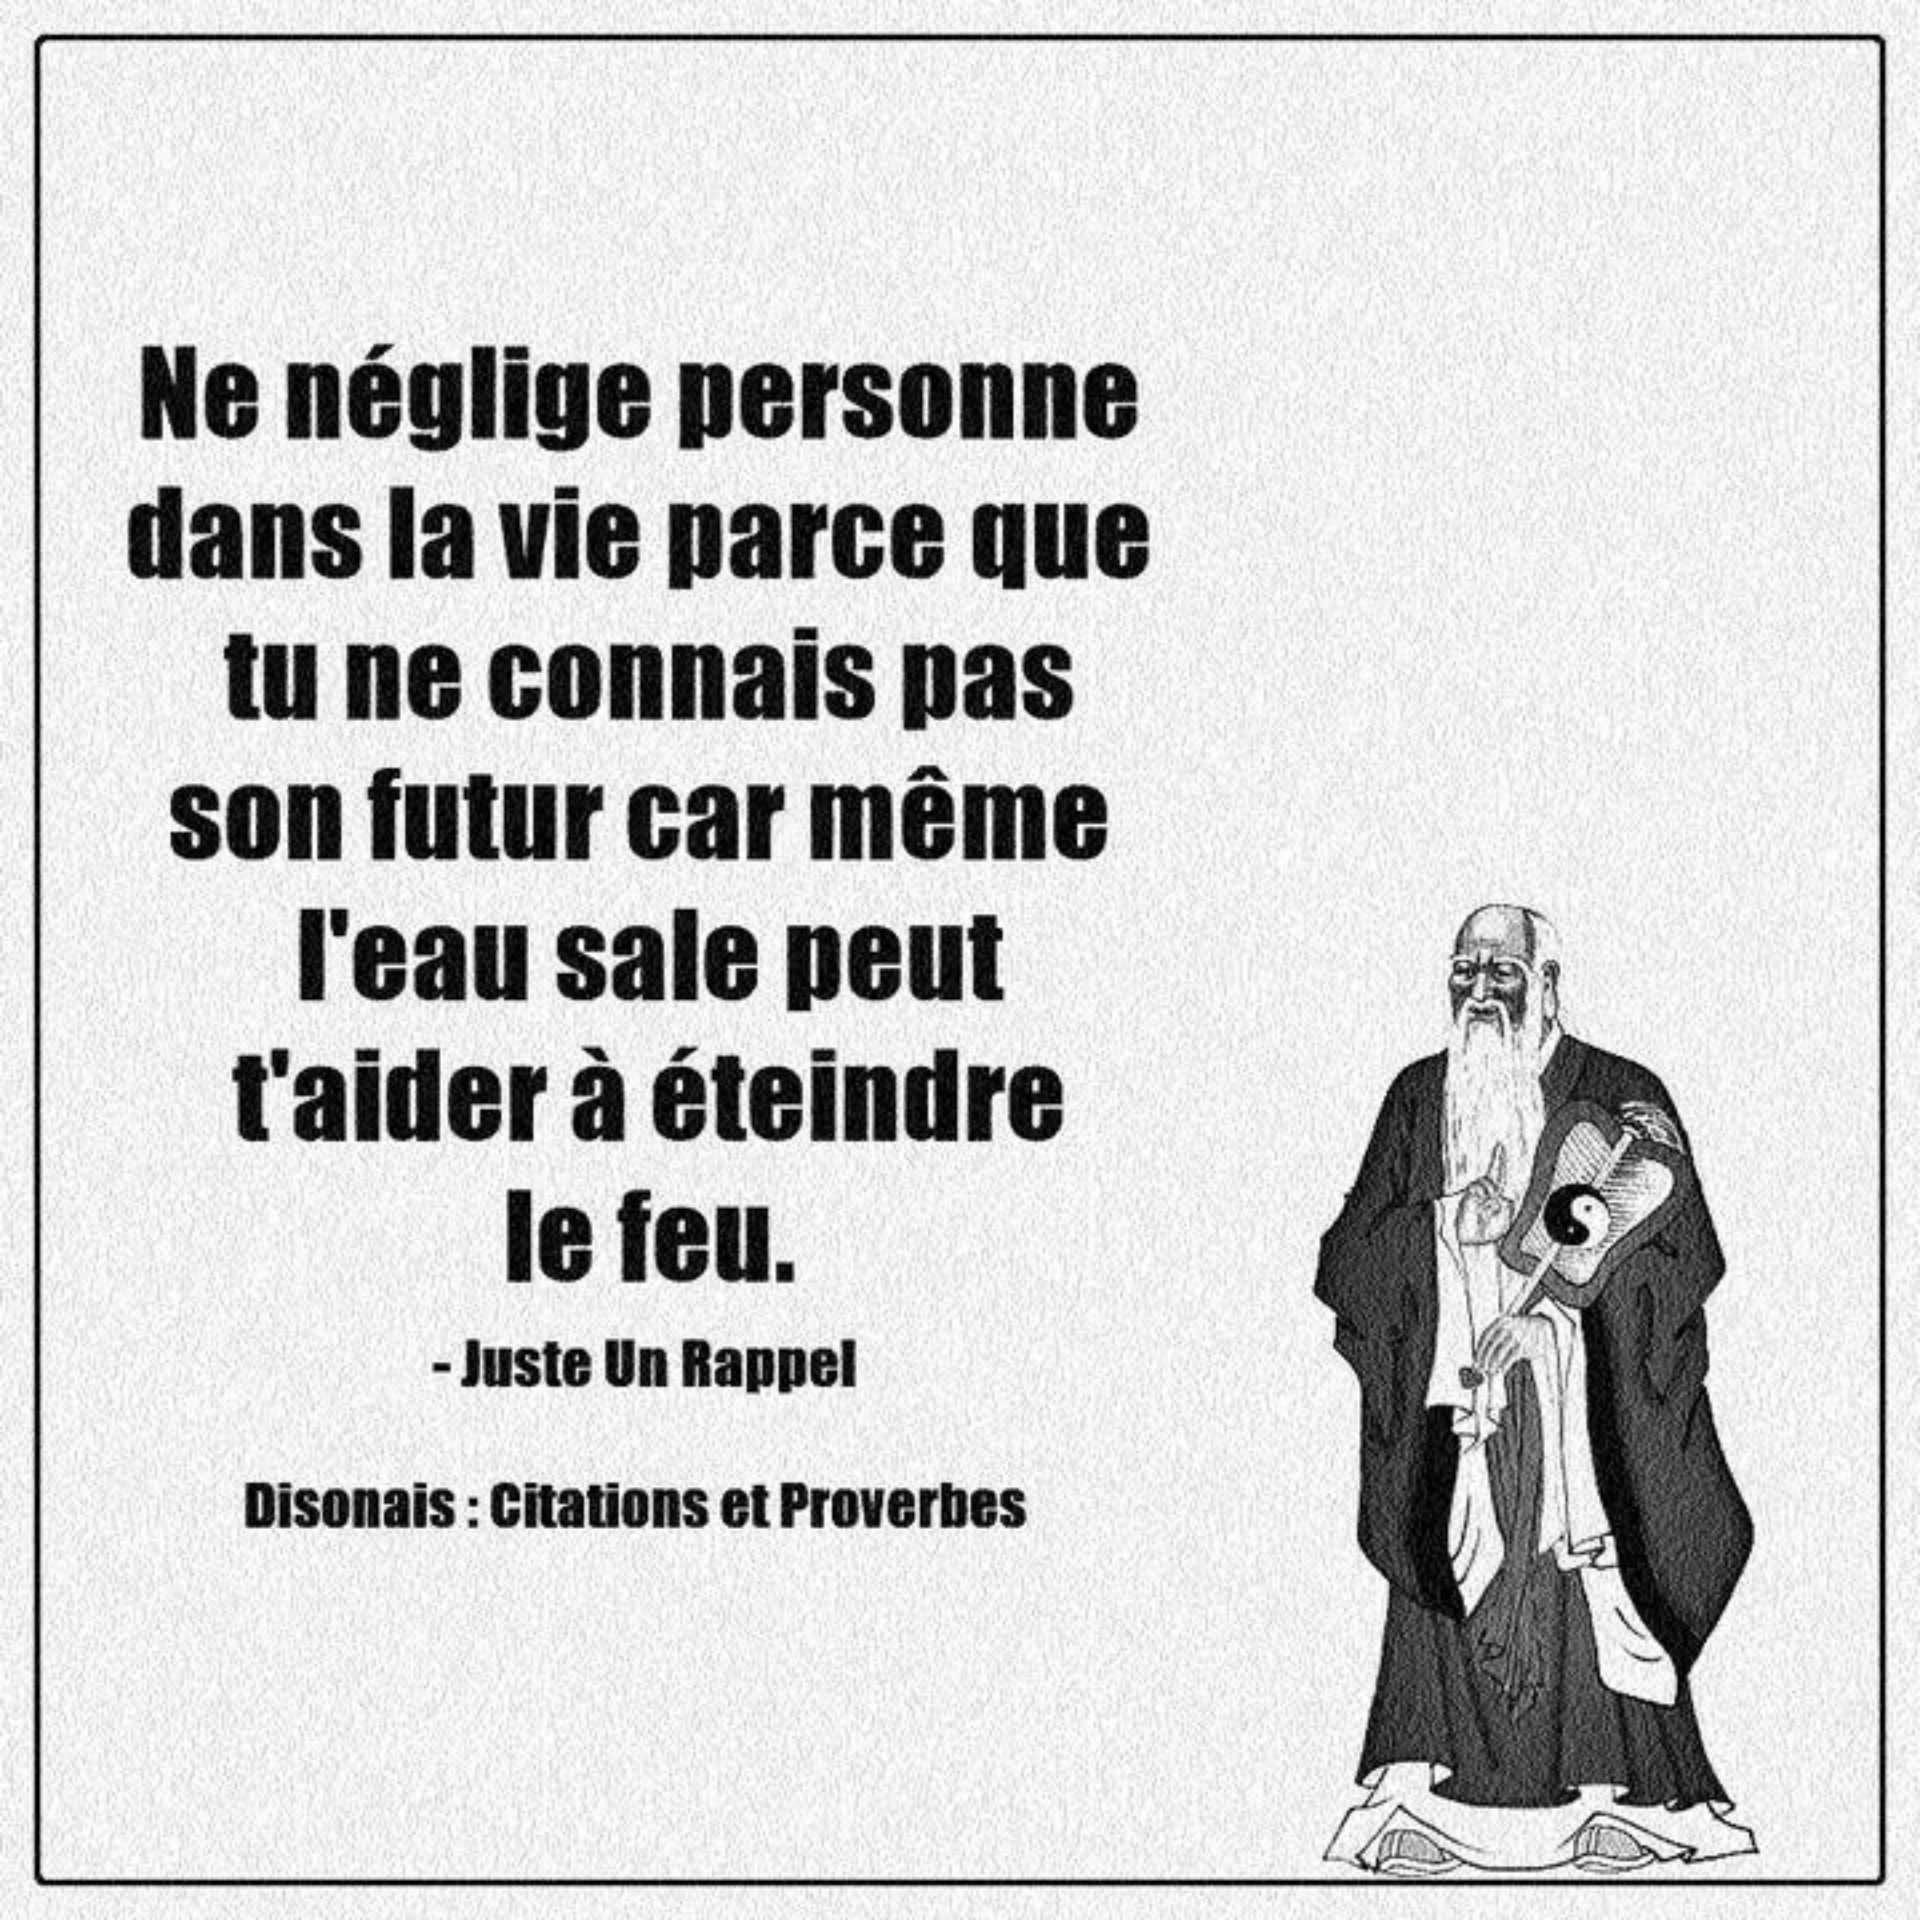 Ne néglige personne
dans la vie parce que
tu ne connais pas
son futur car même
l'eau sale peut
t'aider à éteindre
le feu.
- Juste Un Rappel
Disonais : Citations et Proverbes